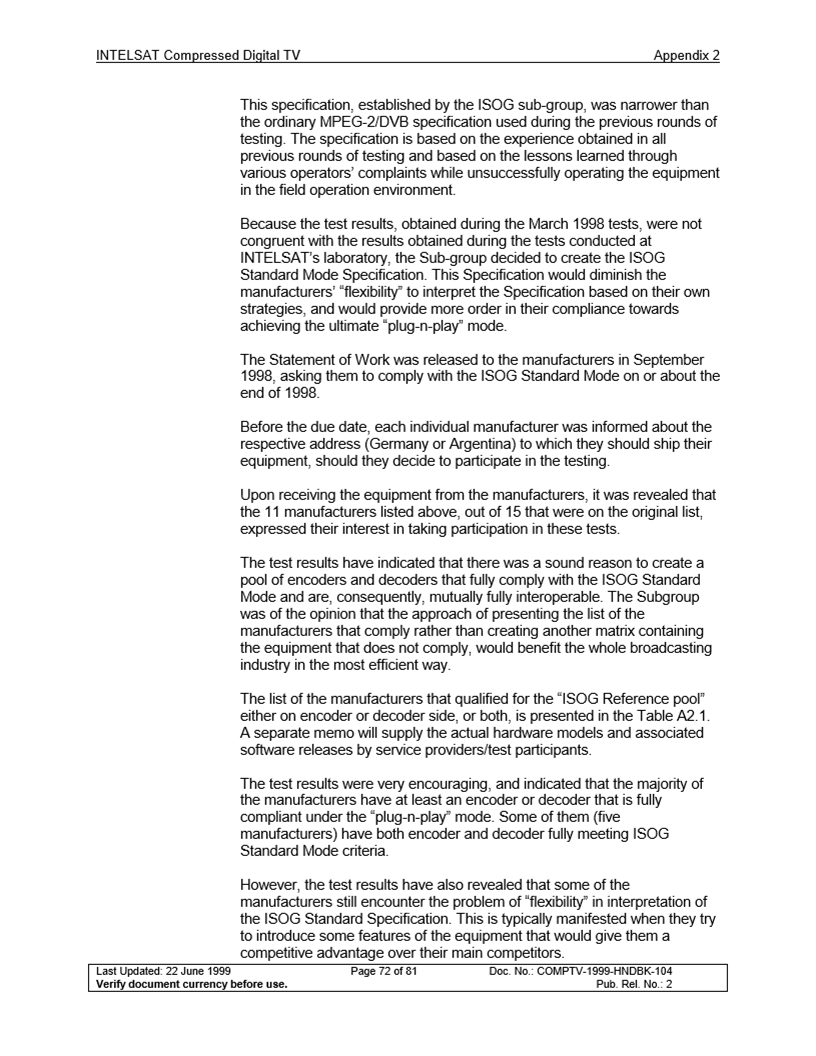 INTELSAT Compressed Digital TV Appendix 2
This specification, established by the ISOG sub-group, was narrower than
the ordinary MPEG-2/DVB specification used during the previous rounds of
testing. The specification is based on the experience obtained in all
previous rounds of testing and based on the lessons learned through
various operators’ complaints while unsuccessfully operating the equipment
in the field operation environment.
Because the test results, obtained during the March 1998 tests, were not
congruent with the results obtained during the tests conducted at
INTELSAT’s laboratory, the Sub-group decided to create the ISOG
Standard Mode Specification. This Specification would diminish the
manufacturers’ “flexibility” to interpret the Specification based on their own
strategies, and would provide more order in their compliance towards
achieving the ultimate “plug-n-play” mode.
The Statement of Work was released to the manufacturers in September
1998, asking them to comply with the ISOG Standard Mode on or about the
end of 1998.
Before the due date, each individual manufacturer was informed about the
respective address (Germany or Argentina) to which they should ship their
equipment, should they decide to participate in the testing.
Upon receiving the equipment from the manufacturers, it was revealed that
the 11 manufacturers listed above, out of 15 that were on the original list,
expressed their interest in taking participation in these tests.
The test results have indicated that there was a sound reason to create a
pool of encoders and decoders that fully comply with the ISOG Standard
Mode and are, consequently, mutually fully interoperable. The Subgroup
was of the opinion that the approach of presenting the list of the
manufacturers that comply rather than creating another matrix containing
the equipment that does not comply, would benefit the whole broadcasting
industry in the most efficient way.
The list of the manufacturers that qualified for the “ISOG Reference pool”
either on encoder or decoder side, or both, is presented in the Table A2.1.
A separate memo will supply the actual hardware models and associated
software releases by service providers/test participants.
The test results were very encouraging, and indicated that the majority of
the manufacturers have at least an encoder or decoder that is fully
compliant under the “plug-n-play” mode. Some of them (five
manufacturers) have both encoder and decoder fully meeting ISOG
Standard Mode criteria.
However, the test results have also revealed that some of the
manufacturers still encounter the problem of “flexibility” in interpretation of
the ISOG Standard Specification. This is typically manifested when they try
to introduce some features of the equipment that would give them a
competitive advantage over their main competitors.
Last Updated: 22 June 1999 Page 72 of 81 Doc. No.: COMPTV-1999-HNDBK-104
Verify document currency before use. Pub. Rel. No.: 2